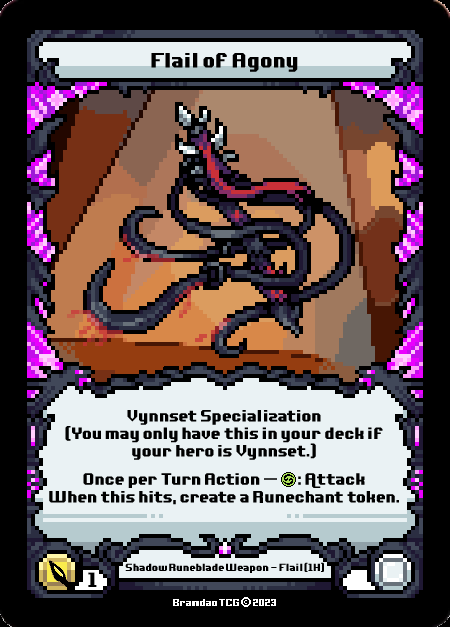 Flail of Agony
Vynnset Specialization
(You may only have this in your deck if
your hero is Vynnset.)
Once per Turn Action — : Attack
When this hits, create a Runechant token.
1
Shadow Runeblade Weapon - Flail (1H)
Brandao TCG © 2023